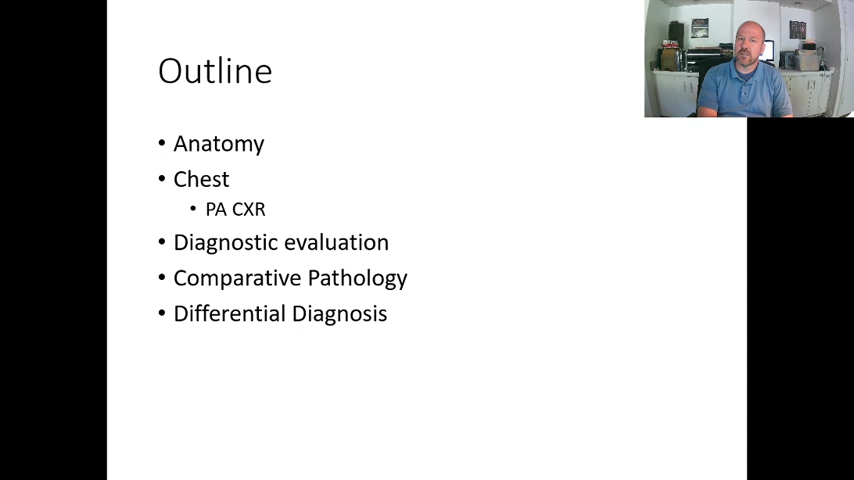 Outline
• Anatomy
• Chest
• PA CXR
• Diagnostic evaluation
• Comparative Pathology
• Differential Diagnosis